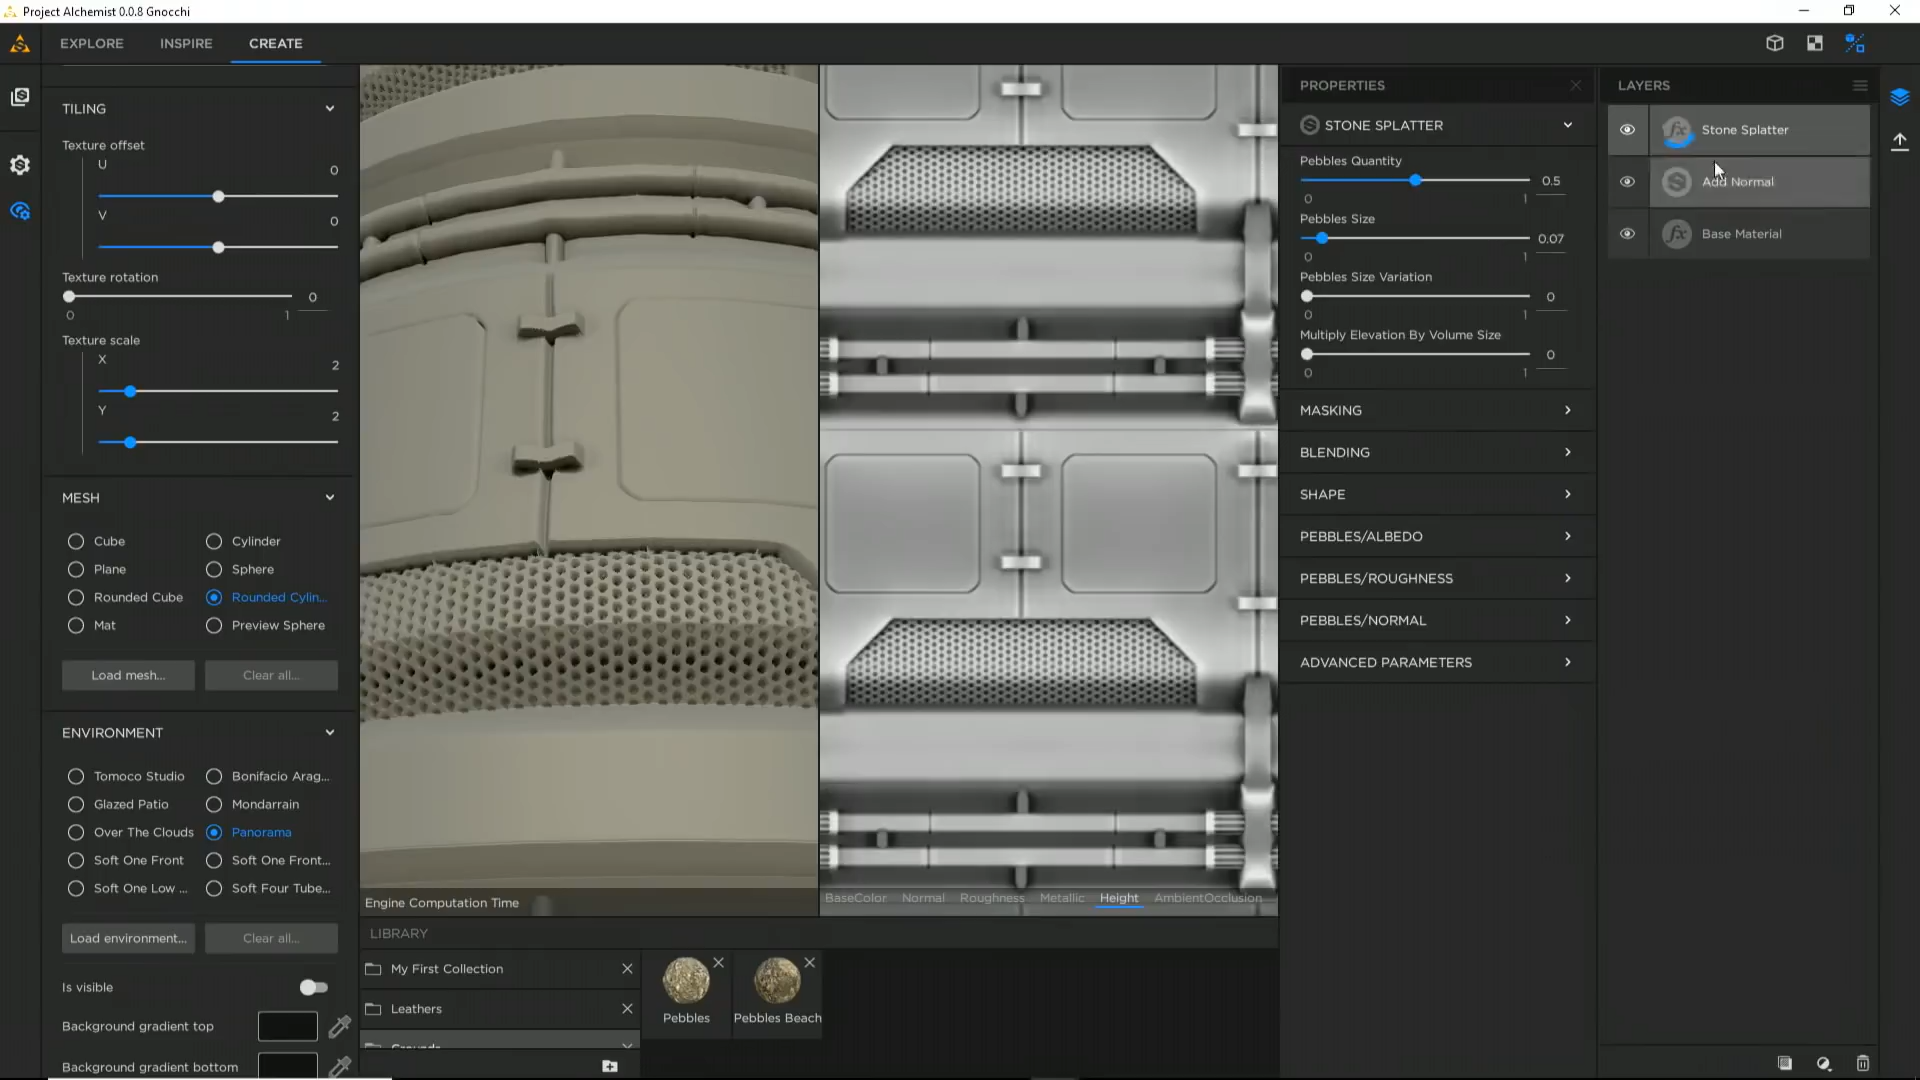 Project Alchemist 0.0.8 Gnocchi
EXPLORE INSPIRE CREATE
TILING
Texture offset
U 0
V 0
Texture rotation
0
0 1
Texture scale
X 2
Y 2
MESH
Cube Cylinder
Plane Sphere
Rounded Cube Rounded Cylin...
Mat Preview Sphere
Load mesh... Clear all...
ENVIRONMENT
Tomoco Studio Bonifacio Arag...
Glazed Patio Mondarrain
Over The Clouds Panorama
Soft One Front Soft One Front...
Soft One Low ... Soft Four Tube...
Load environment... Clear all...
Is visible
Background gradient top
Background gradient bottom
Engine Computation Time
BaseColor Normal Roughness Metallic Height AmbientOcclusion
LIBRARY
My First Collection
Leathers
Grounds
Pebbles Pebbles Beach
PROPERTIES
STONE SPLATTER
Pebbles Quantity
0.5
0 1
Pebbles Size
0.07
0 1
Pebbles Size Variation
0
0 1
Multiply Elevation By Volume Size
0
0 1
MASKING
BLENDING
SHAPE
PEBBLES/ALBEDO
PEBBLES/ROUGHNESS
PEBBLES/NORMAL
ADVANCED PARAMETERS
LAYERS
Stone Splatter
Add Normal
Base Material